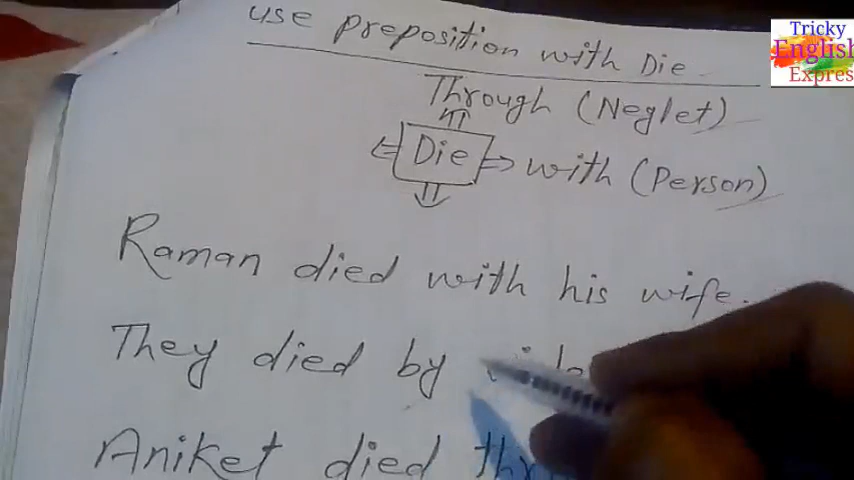 use preposition with Die
Tricky
English
Express
Through (Neglet)
Die
with (Person)
Raman died with his wife.
They died by
Aniket died